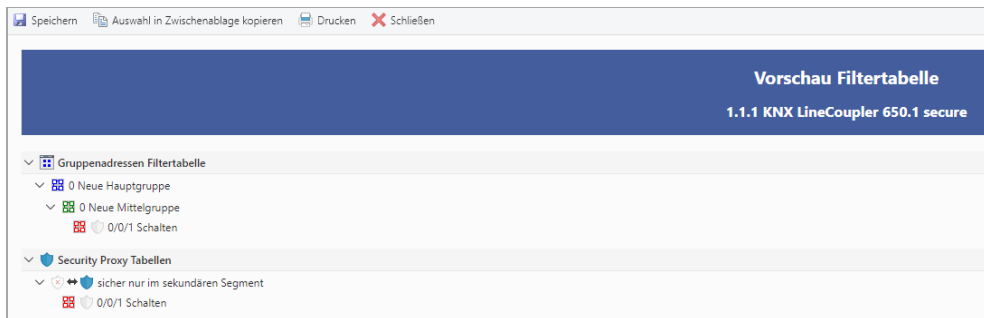 Speichern Auswahl in Zwischenablage kopieren Drucken Schließen
Vorschau Filtertabelle
1.1.1 KNX LineCoupler 650.1 secure
Gruppenadressen Filtertabelle
0 Neue Hauptgruppe
0 Neue Mittelgruppe
0/0/1 Schalten
Security Proxy Tabellen
sicher nur im sekundären Segment
0/0/1 Schalten